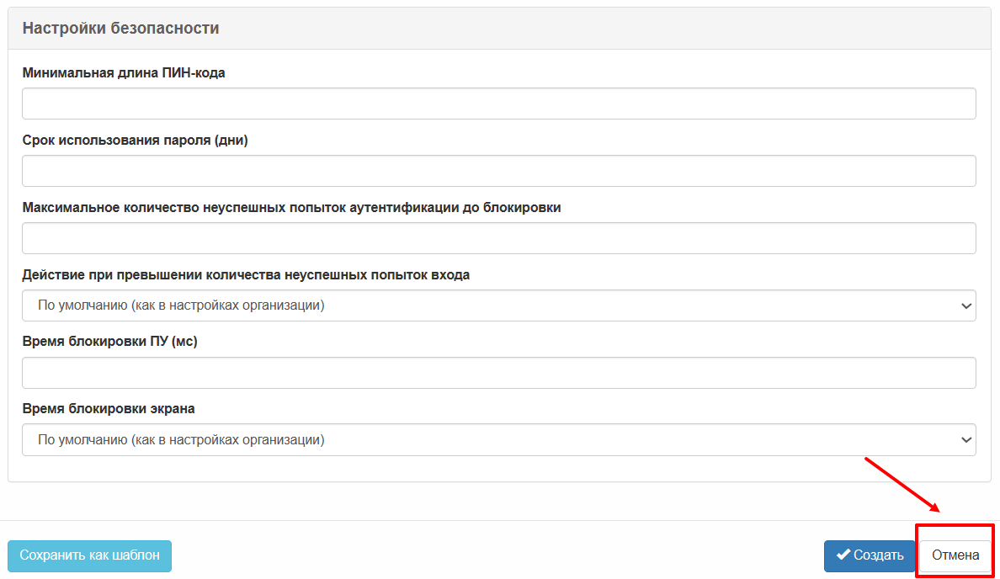 Настройки безопасности
Минимальная длина ПИН-кода
Срок использования пароля (дни)
Максимальное количество неуспешных попыток аутентификации до блокировки
Действие при превышении количества неуспешных попыток входа
По умолчанию (как в настройках организации)
Время блокировки ПУ (мс)
Время блокировки экрана
По умолчанию (как в настройках организации)
Сохранить как шаблон
Создать
Отмена